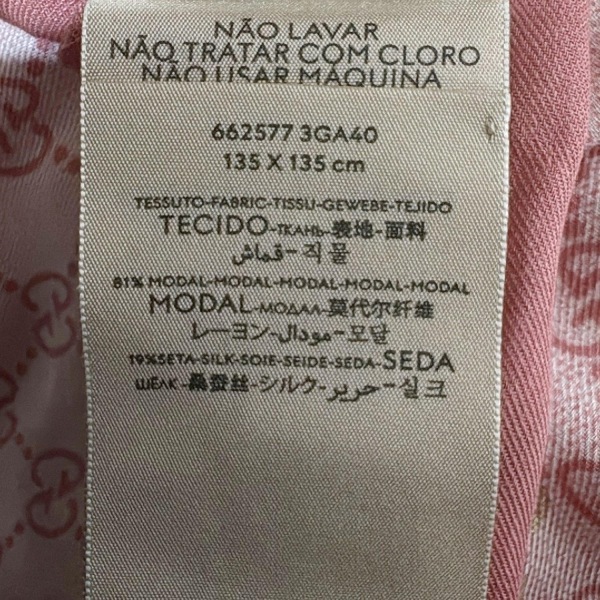 NÃO LAVAR
NÃO TRATAR COM CLORO
NÃO USAR MÁQUINA
662577 3GA40
135 X 135 cm
TESSUTO-FABRIC-TISSU-GEWEBE-TEJIDO
TECIDO-ТКАНЬ-表地-面料
قماش-직물
81% MODAL-MODAL-MODAL-MODAL-MODAL
MODAL-МОДАЛ-莫代尔纤维
レーヨン-مودال-모달
19%SETA-SILK-SOIE-SEIDE-SEDA-SEDA
ШЕЛК-桑蚕丝-シルク-حرير-실크